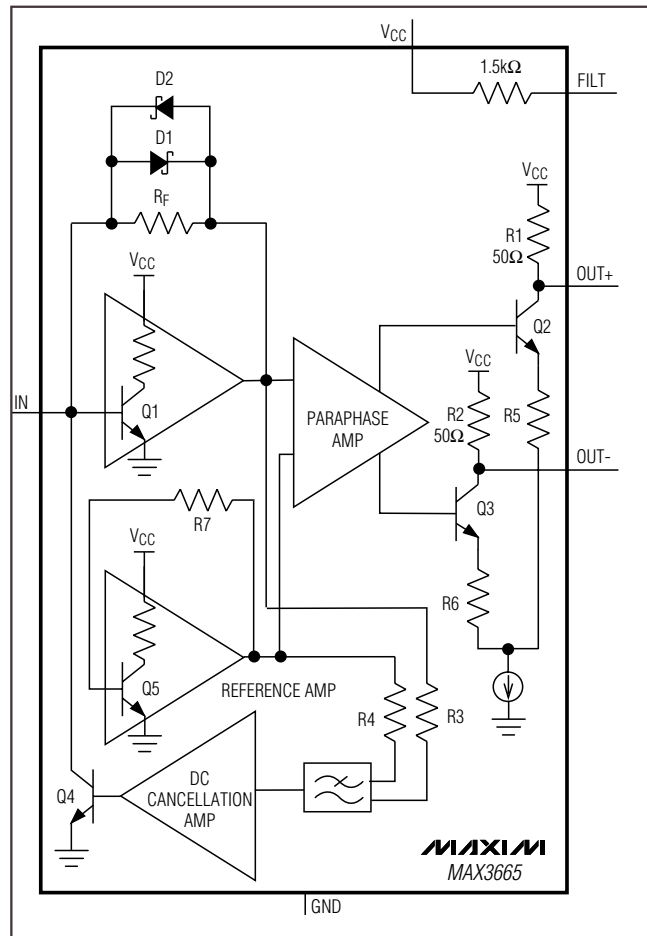 VCC
1.5kΩ
FILT
D2
D1
RF
VCC
VCC
R1
50Ω
OUT+
Q2
IN
Q1
PARAPHASE
AMP
VCC
R2
50Ω
R5
OUT-
Q3
R7
VCC
R6
Q5
REFERENCE AMP
R4
R3
DC
CANCELLATION
AMP
Q4
MAXIM
MAX3665
GND